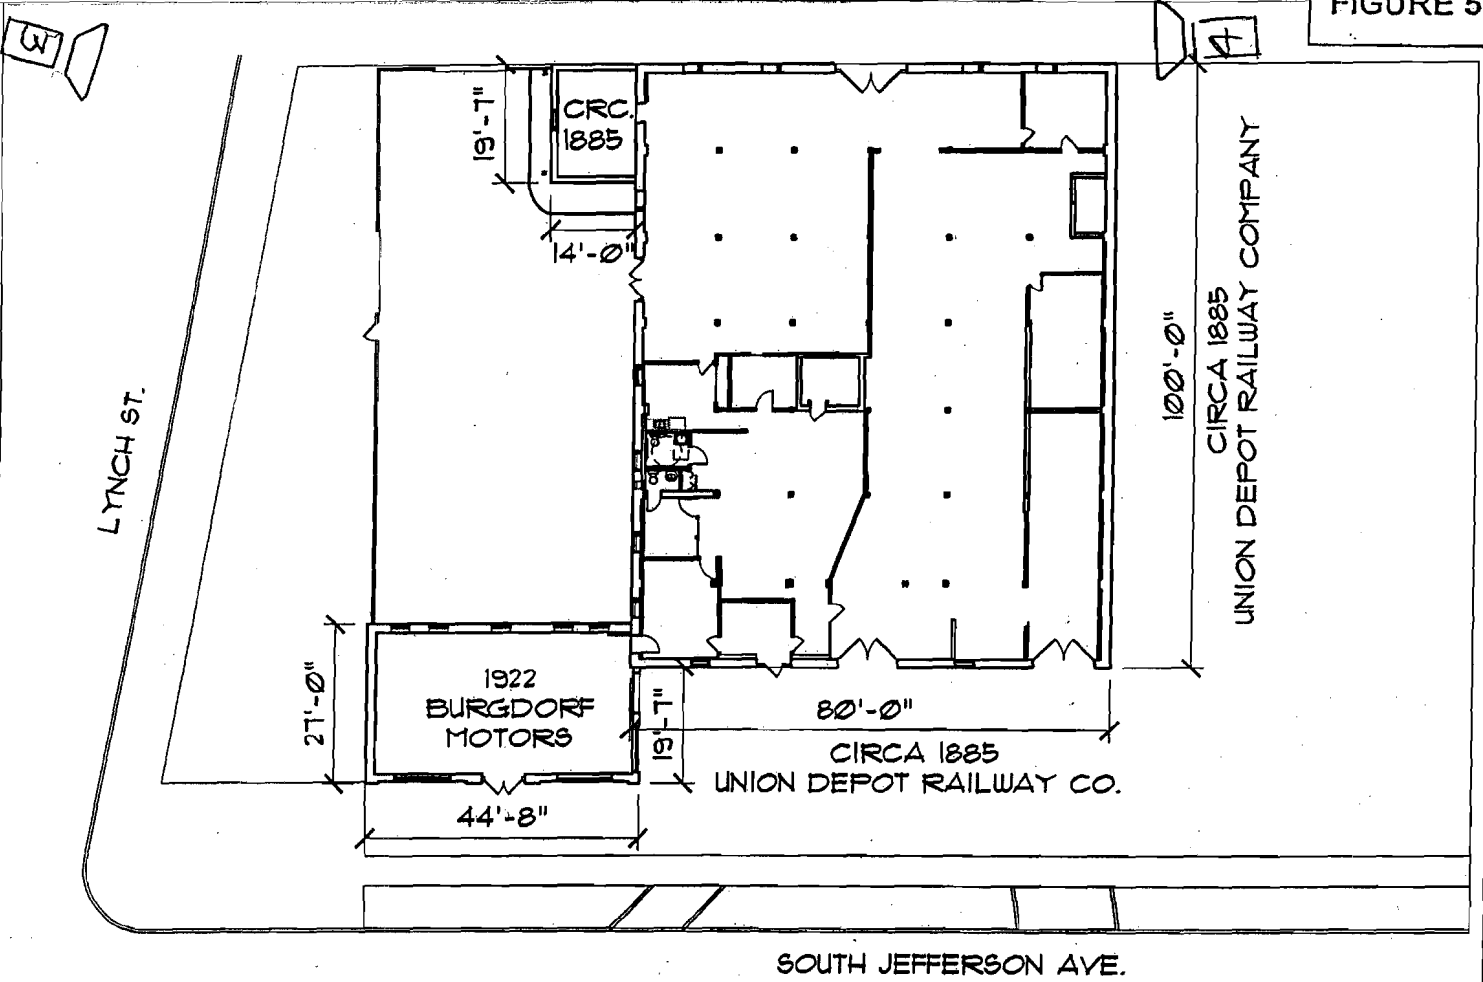 FIGURE 5
3
4
19'-7"
CRC.
1885
14'-0"
LYNCH ST.
100'-0"
CIRCA 1885
UNION DEPOT RAILWAY COMPANY
27'-0"
1922
BURGDORF
MOTORS
19'-7"
80'-0"
CIRCA 1885
UNION DEPOT RAILWAY CO.
44'-8"
SOUTH JEFFERSON AVE.